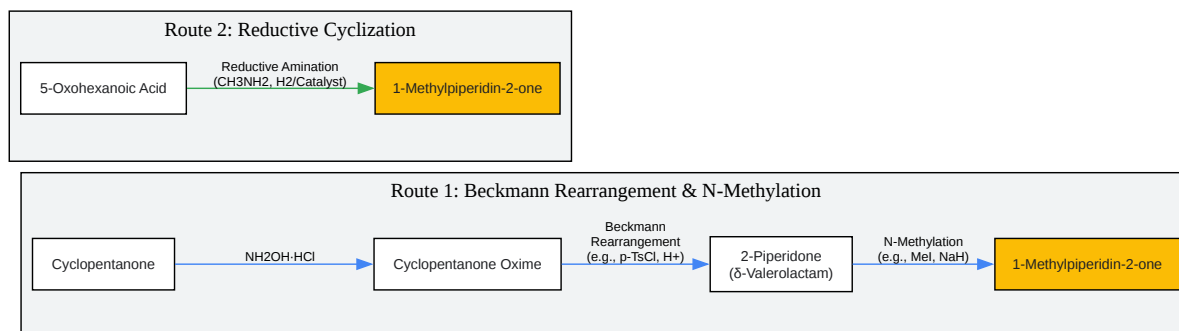 Route 2: Reductive Cyclization
5-Oxohexanoic Acid
Reductive Amination
(CH3NH2, H2/Catalyst)
1-Methylpiperidin-2-one
Route 1: Beckmann Rearrangement & N-Methylation
Cyclopentanone
NH2OH·HCl
Cyclopentanone Oxime
Beckmann
Rearrangement
(e.g., p-TsCl, H+)
2-Piperidone
(δ-Valerolactam)
N-Methylation
(e.g., MeI, NaH)
1-Methylpiperidin-2-one